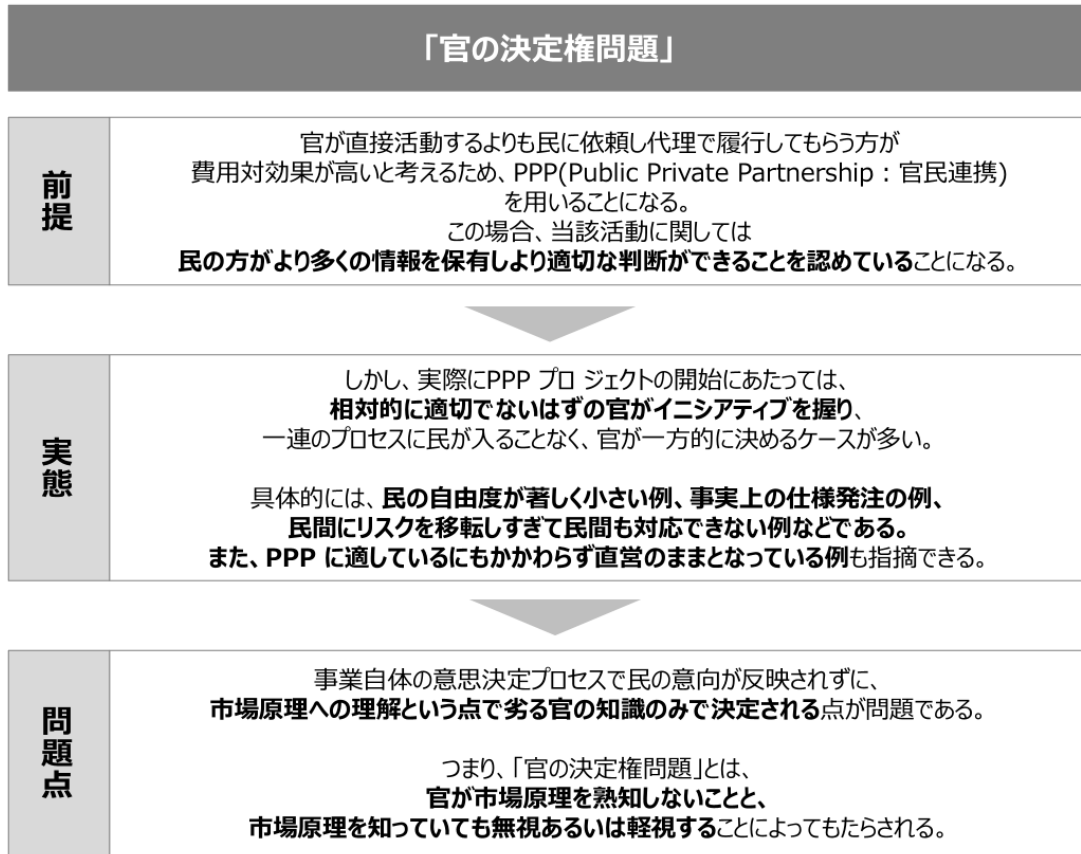 「官の決定権問題」
前提
官が直接活動するよりも民に依頼し代理で履行してもらう方が
費用対効果が高いと考えるため、PPP(Public Private Partnership：官民連携)
を用いることになる。
この場合、当該活動に関しては
民の方がより多くの情報を保有しより適切な判断ができることを認めていることになる。
実態
しかし、実際にPPP プロ ジェクトの開始にあたっては、
相対的に適切でないはずの官がイニシアティブを握り、
一連のプロセスに民が入ることなく、官が一方的に決めるケースが多い。
具体的には、民の自由度が著しく小さい例、事実上の仕様発注の例、
民間にリスクを移転しすぎて民間も対応できない例などである。
また、PPP に適しているにもかかわらず直営のままとなっている例も指摘できる。
問題点
事業自体の意思決定プロセスで民の意向が反映されずに、
市場原理への理解という点で劣る官の知識のみで決定される点が問題である。
つまり、「官の決定権問題」とは、
官が市場原理を熟知しないことと、
市場原理を知っていても無視あるいは軽視することによってもたらされる。